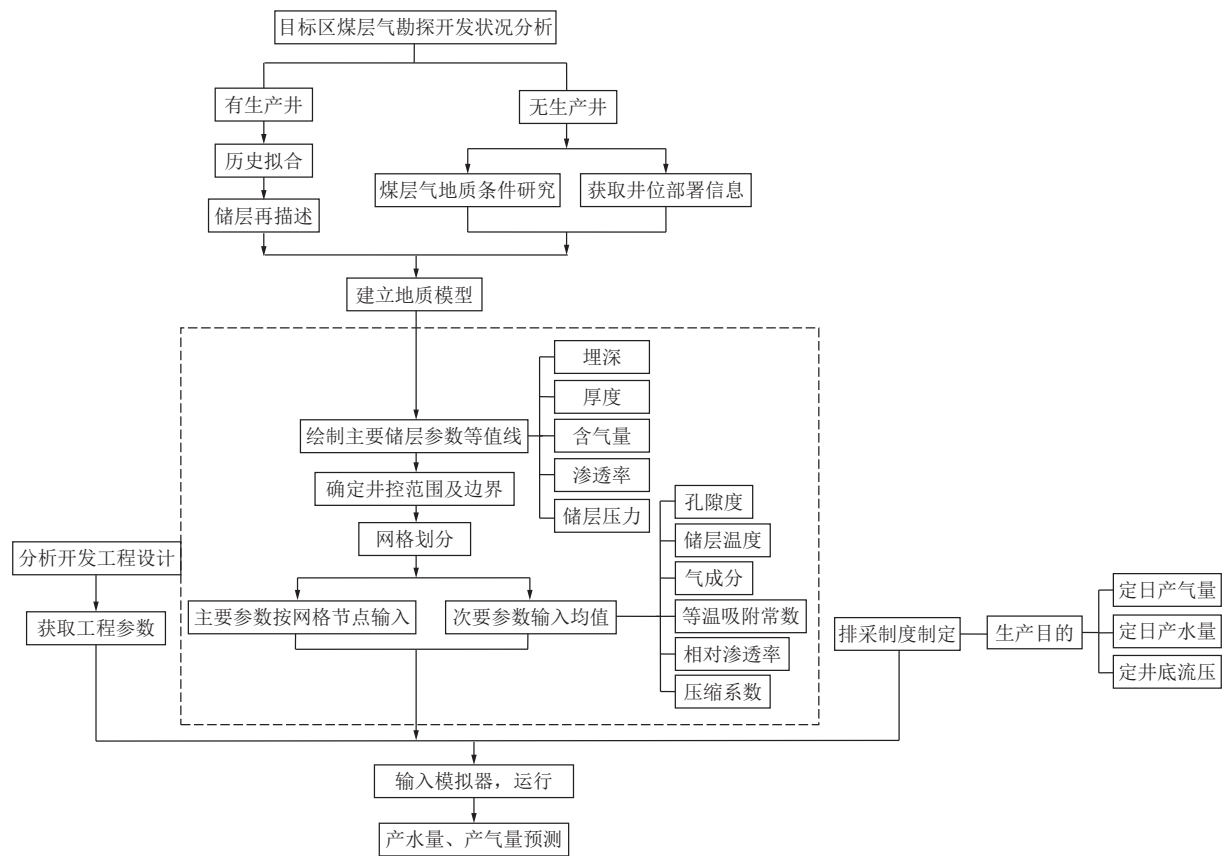 目标区煤层气勘探开发状况分析
有生产井
无生产井
历史拟合
煤层气地质条件研究
获取井位部署信息
储层再描述
建立地质模型
埋深
厚度
绘制主要储层参数等值线
含气量
渗透率
储层压力
确定井控范围及边界
孔隙度
网格划分
储层温度
分析开发工程设计
气成分
获取工程参数
主要参数按网格节点输入
次要参数输入均值
等温吸附常数
相对渗透率
压缩系数
排采制度制定
生产目的
定日产气量
定日产水量
定井底流压
输入模拟器，运行
产水量、产气量预测